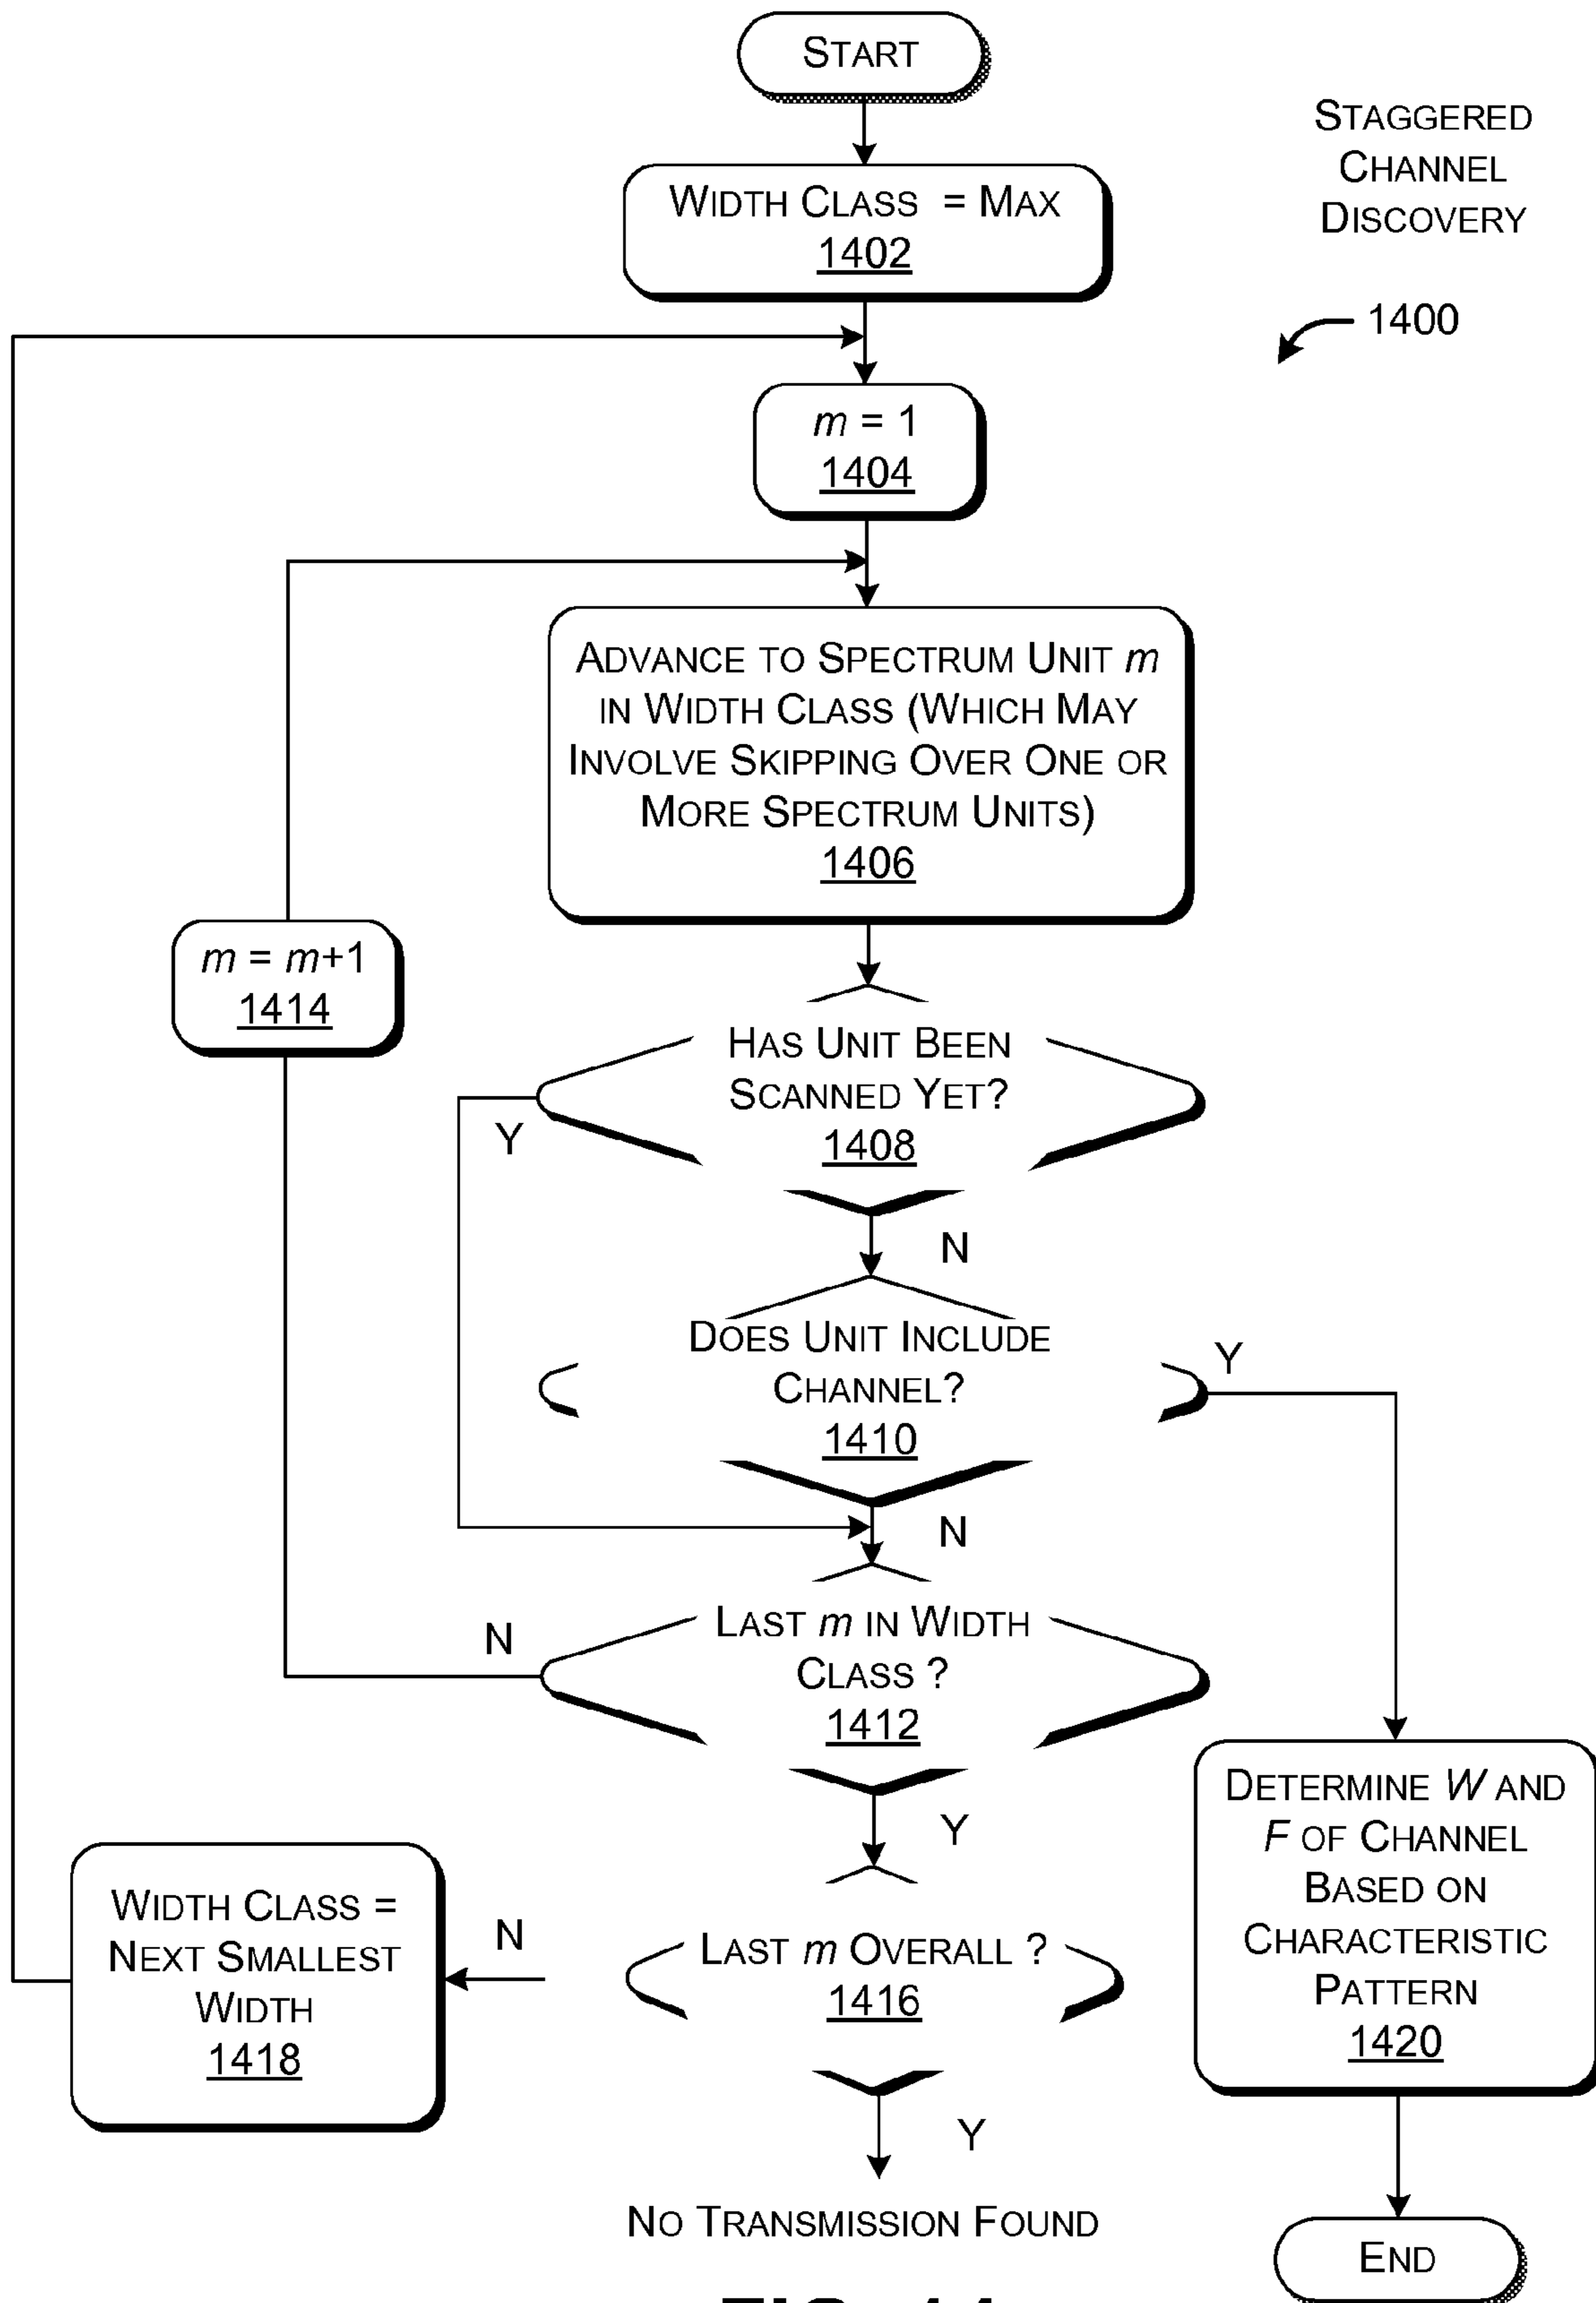 START
STAGGERED
CHANNEL
DISCOVERY
1400
WIDTH CLASS = MAX
1402
m = 1
1404
ADVANCE TO SPECTRUM UNIT m
IN WIDTH CLASS (WHICH MAY
INVOLVE SKIPPING OVER ONE OR
MORE SPECTRUM UNITS)
1406
m = m+1
1414
HAS UNIT BEEN
SCANNED YET?
1408
Y
N
DOES UNIT INCLUDE
CHANNEL?
1410
Y
N
LAST m IN WIDTH
CLASS ?
1412
N
Y
LAST m OVERALL ?
1416
N
Y
WIDTH CLASS =
NEXT SMALLEST
WIDTH
1418
DETERMINE W AND
F OF CHANNEL
BASED ON
CHARACTERISTIC
PATTERN
1420
NO TRANSMISSION FOUND
END